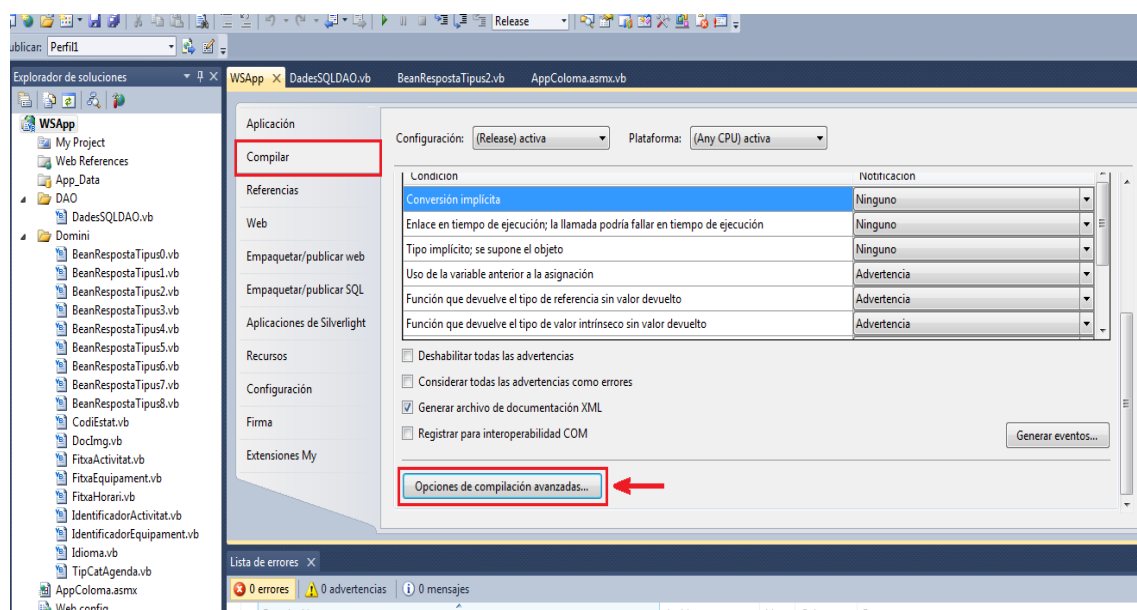 Release
ublicar: Perfil1
Explorador de soluciones
WSApp
My Project
Web References
App_Data
DAO
DadesSQLDAO.vb
Domini
BeanRespostaTipus0.vb
BeanRespostaTipus1.vb
BeanRespostaTipus2.vb
BeanRespostaTipus3.vb
BeanRespostaTipus4.vb
BeanRespostaTipus5.vb
BeanRespostaTipus6.vb
BeanRespostaTipus7.vb
BeanRespostaTipus8.vb
CodiEstat.vb
DocImg.vb
FitxaActivitat.vb
FitxaEquipament.vb
FitxaHorari.vb
IdentificadorActivitat.vb
IdentificadorEquipament.vb
Idioma.vb
TipCatAgenda.vb
AppColoma.asmx
Web.config
WSApp DadesSQLDAO.vb BeanRespostaTipus2.vb AppColoma.asmx.vb
Aplicación
Compilar
Referencias
Web
Empaquetar/publicar web
Empaquetar/publicar SQL
Aplicaciones de Silverlight
Recursos
Configuración
Firma
Extensiones My
Configuración: (Release) activa Plataforma: (Any CPU) activa
Condición Notificación
Conversión implícita Ninguno
Enlace en tiempo de ejecución; la llamada podría fallar en tiempo de ejecución Ninguno
Tipo implícito; se supone el objeto Ninguno
Uso de la variable anterior a la asignación Advertencia
Función que devuelve el tipo de referencia sin valor devuelto Advertencia
Función que devuelve el tipo de valor intrínseco sin valor devuelto Advertencia
Deshabilitar todas las advertencias
Considerar todas las advertencias como errores
Generar archivo de documentación XML
Registrar para interoperabilidad COM
Generar eventos...
Opciones de compilación avanzadas...
Lista de errores
0 errores 0 advertencias 0 mensajes